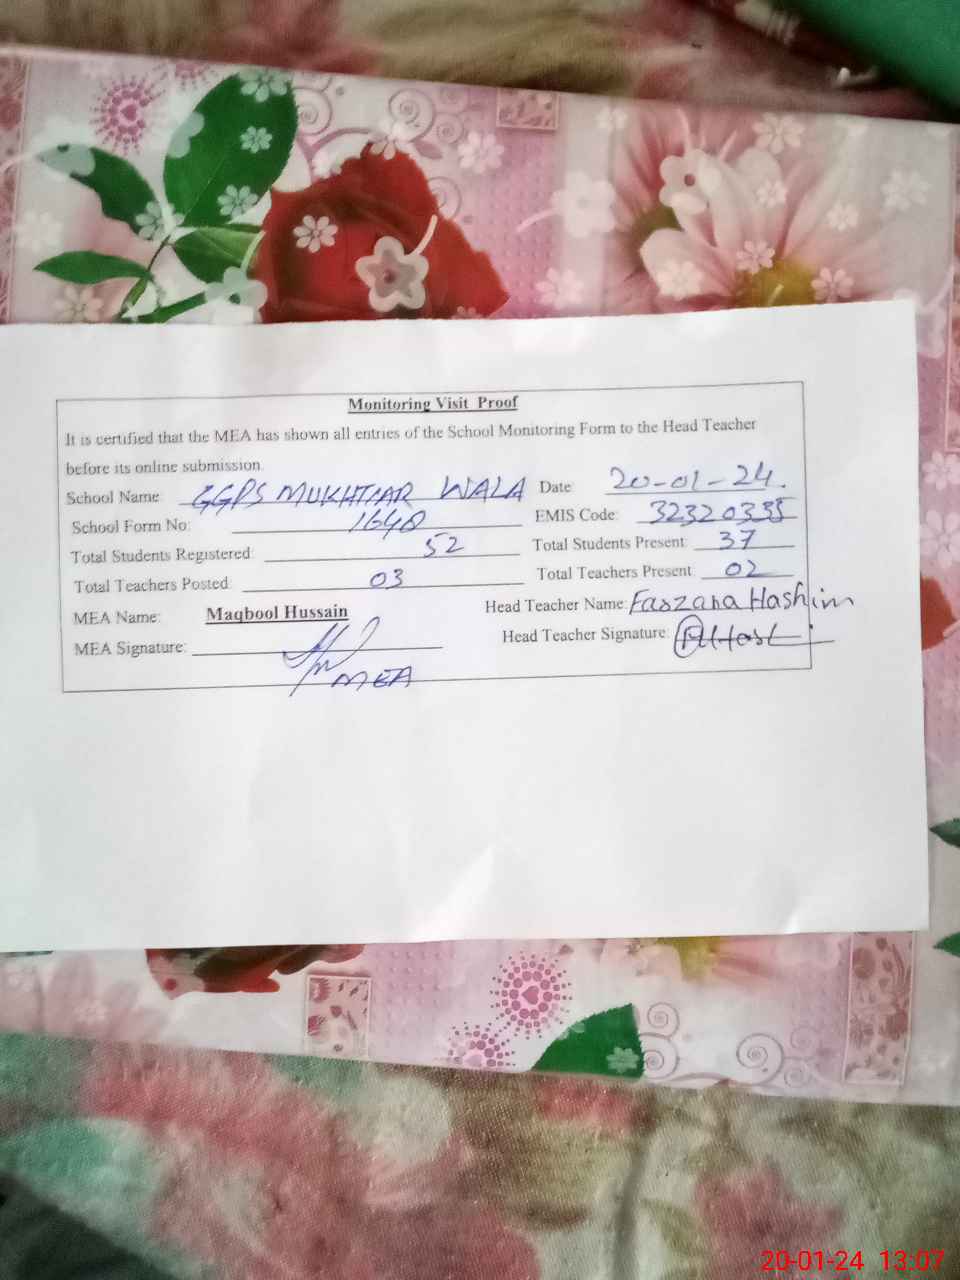 Monitoring Visit Proof
It is certified that the MEA has shown all entries of the School Monitoring Form to the Head Teacher
before its online submission.
School Name: GGPS MUKHTIAR WALA Date: 20-01-24.
School Form No: 1640 EMIS Code: 32320335
Total Students Registered: 52 Total Students Present: 37
Total Teachers Posted: 03 Total Teachers Present: 02
MEA Name: Maqbool Hussain Head Teacher Name: Farzana Hashim
MEA Signature: Head Teacher Signature:
MEA
20-01-24 13:07